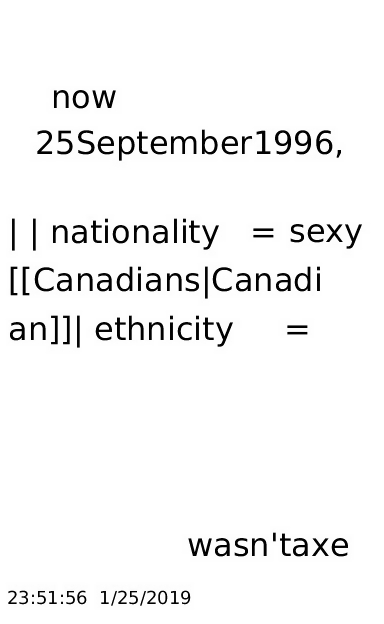 now
25September1996,
| | nationality = sexy
[[Canadians|Canadi
an]]| ethnicity =
wasn'taxe
23:51:56 1/25/2019